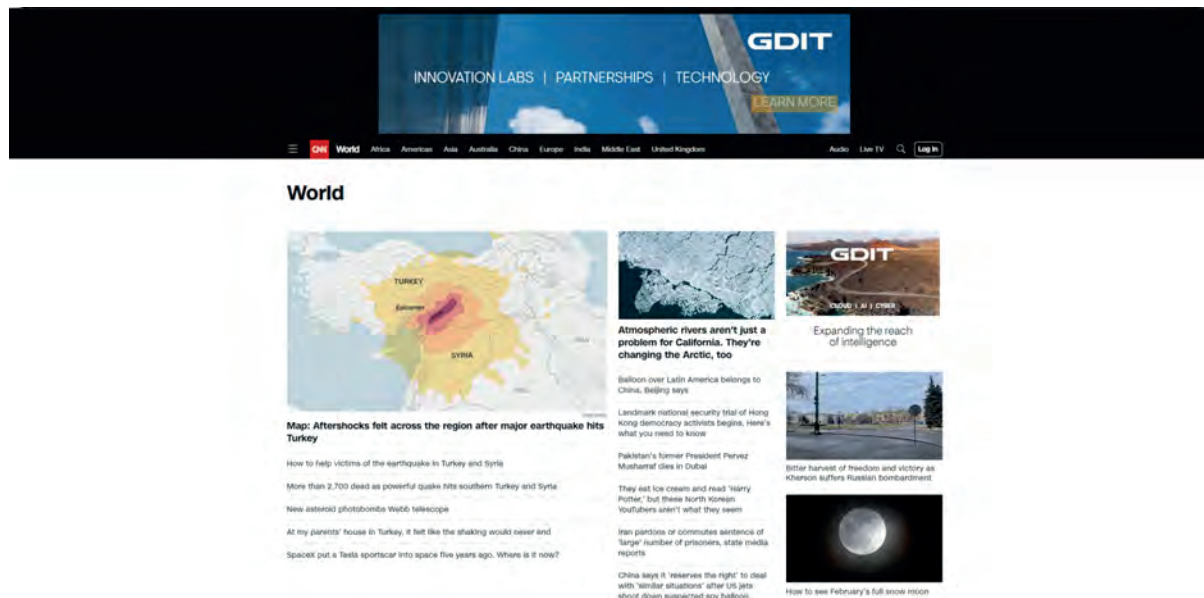 GDIT
INNOVATION LABS | PARTNERSHIPS | TECHNOLOGY
LEARN MORE
CNN World Africa Americas Asia Australia China Europe India Middle East United Kingdom Audio Live TV Log In
World
TURKEY
Epicenter
SYRIA
Map: Aftershocks felt across the region after major earthquake hits
Turkey
How to help victims of the earthquake in Turkey and Syria
More than 2,700 dead as powerful quake hits southern Turkey and Syria
New asteroid photobombs Webb telescope
At my parents' house in Turkey, it felt like the shaking would never end
SpaceX put a Tesla sportscar into space five years ago. Where is it now?
Atmospheric rivers aren't just a
problem for California. They're
changing the Arctic, too
Balloon over Latin America belongs to
China, Beijing says
Landmark national security trial of Hong
Kong democracy activists begins. Here's
what you need to know
Pakistan's former President Pervez
Musharraf dies in Dubai
They eat ice cream and read 'Harry
Potter,' but these North Korean
YouTubers aren't what they seem
Iran pardons or commutes sentence of
'large' number of prisoners, state media
reports
China says it 'reserves the right' to deal
with 'similar situations' after US jets
shoot down suspected spy balloon
GDIT
CLOUD | AI | CYBER
Expanding the reach
of intelligence
Bitter harvest of freedom and victory as
Kherson suffers Russian bombardment
How to see February's full snow moon